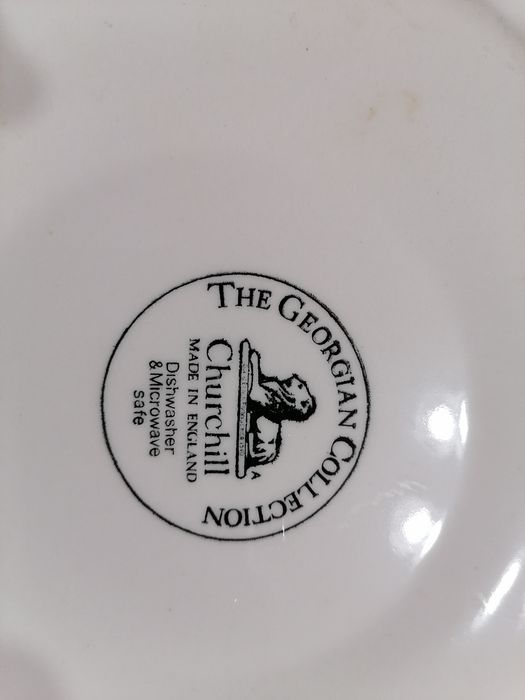 THE GEORGIAN COLLECTION
A
Churchill
MADE IN ENGLAND
Dishwasher
& Microwave
safe